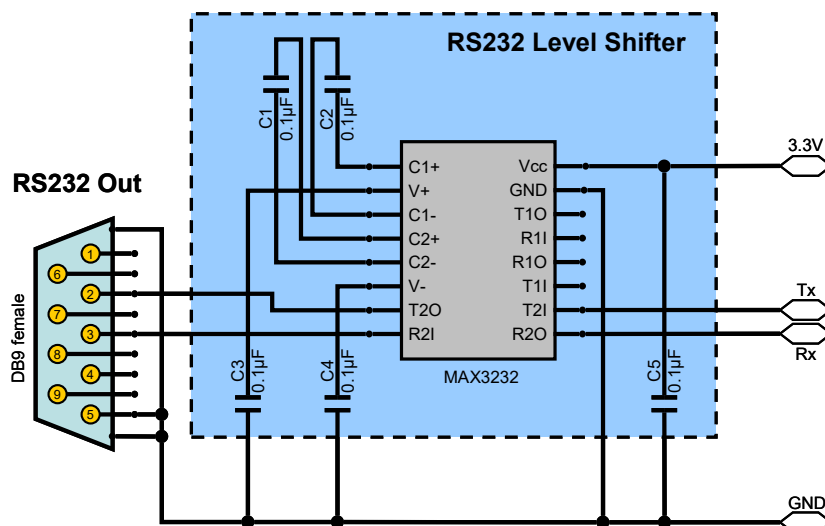 RS232 Level Shifter
C1
0.1µF
C2
0.1µF
3.3V
RS232 Out
C1+
V+
C1-
C2+
C2-
V-
T2O
R2I
Vcc
GND
T1O
R1I
R1O
T1I
T2I
R2O
MAX3232
DB9 female
1
6
2
7
3
8
4
9
5
Tx
Rx
C3
0.1µF
C4
0.1µF
C5
0.1µF
GND